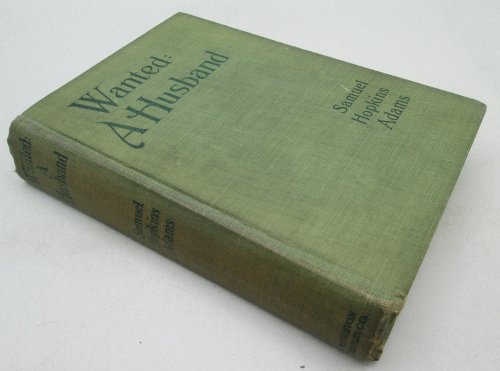 Wanted:
A Husband
Samuel
Hopkins
Adams
Wanted:
A
Husband
Samuel
Hopkins
Adams